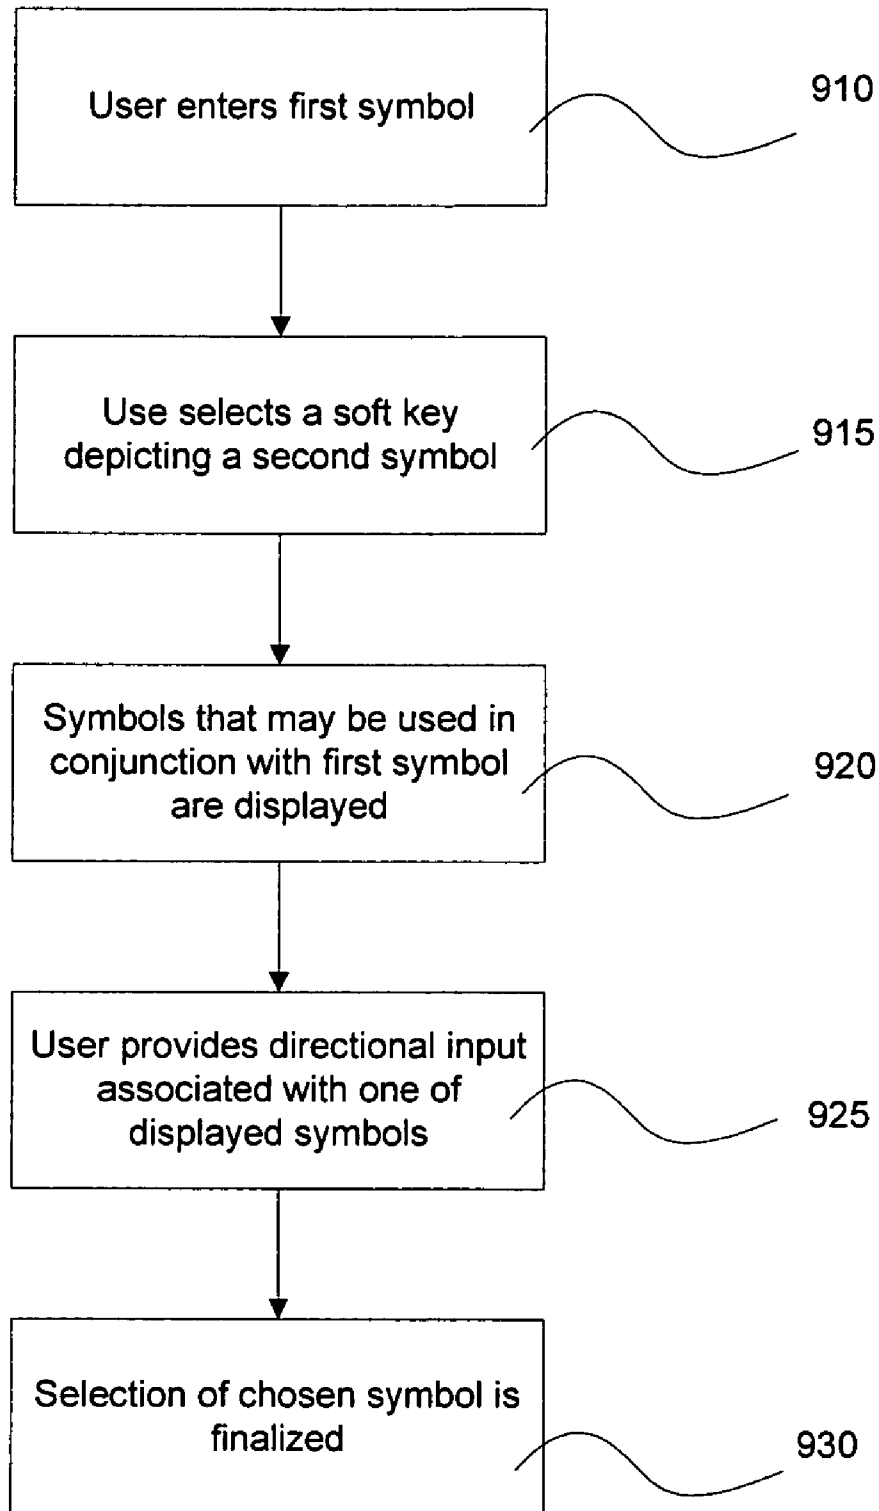 User enters first symbol
910
Use selects a soft key
depicting a second symbol
915
Symbols that may be used in
conjunction with first symbol
are displayed
920
User provides directional input
associated with one of
displayed symbols
925
Selection of chosen symbol is
finalized
930